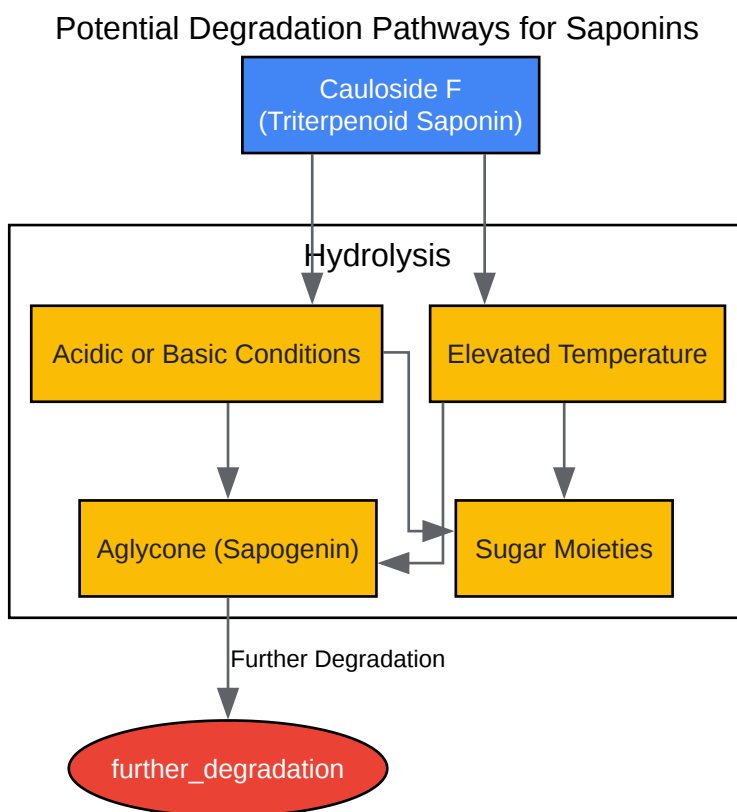 Potential Degradation Pathways for Saponins
Cauloside F
(Triterpenoid Saponin)
Hydrolysis
Acidic or Basic Conditions
Elevated Temperature
Aglycone (Sapogenin)
Sugar Moieties
Further Degradation
further_degradation